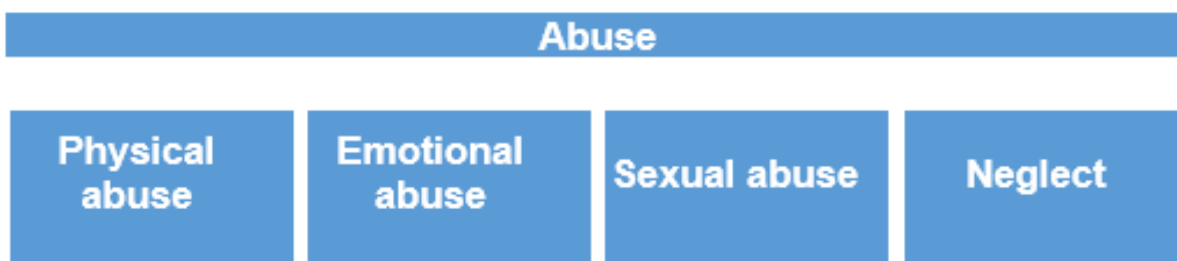 Abuse
Physical
abuse
Emotional
abuse
Sexual abuse
Neglect